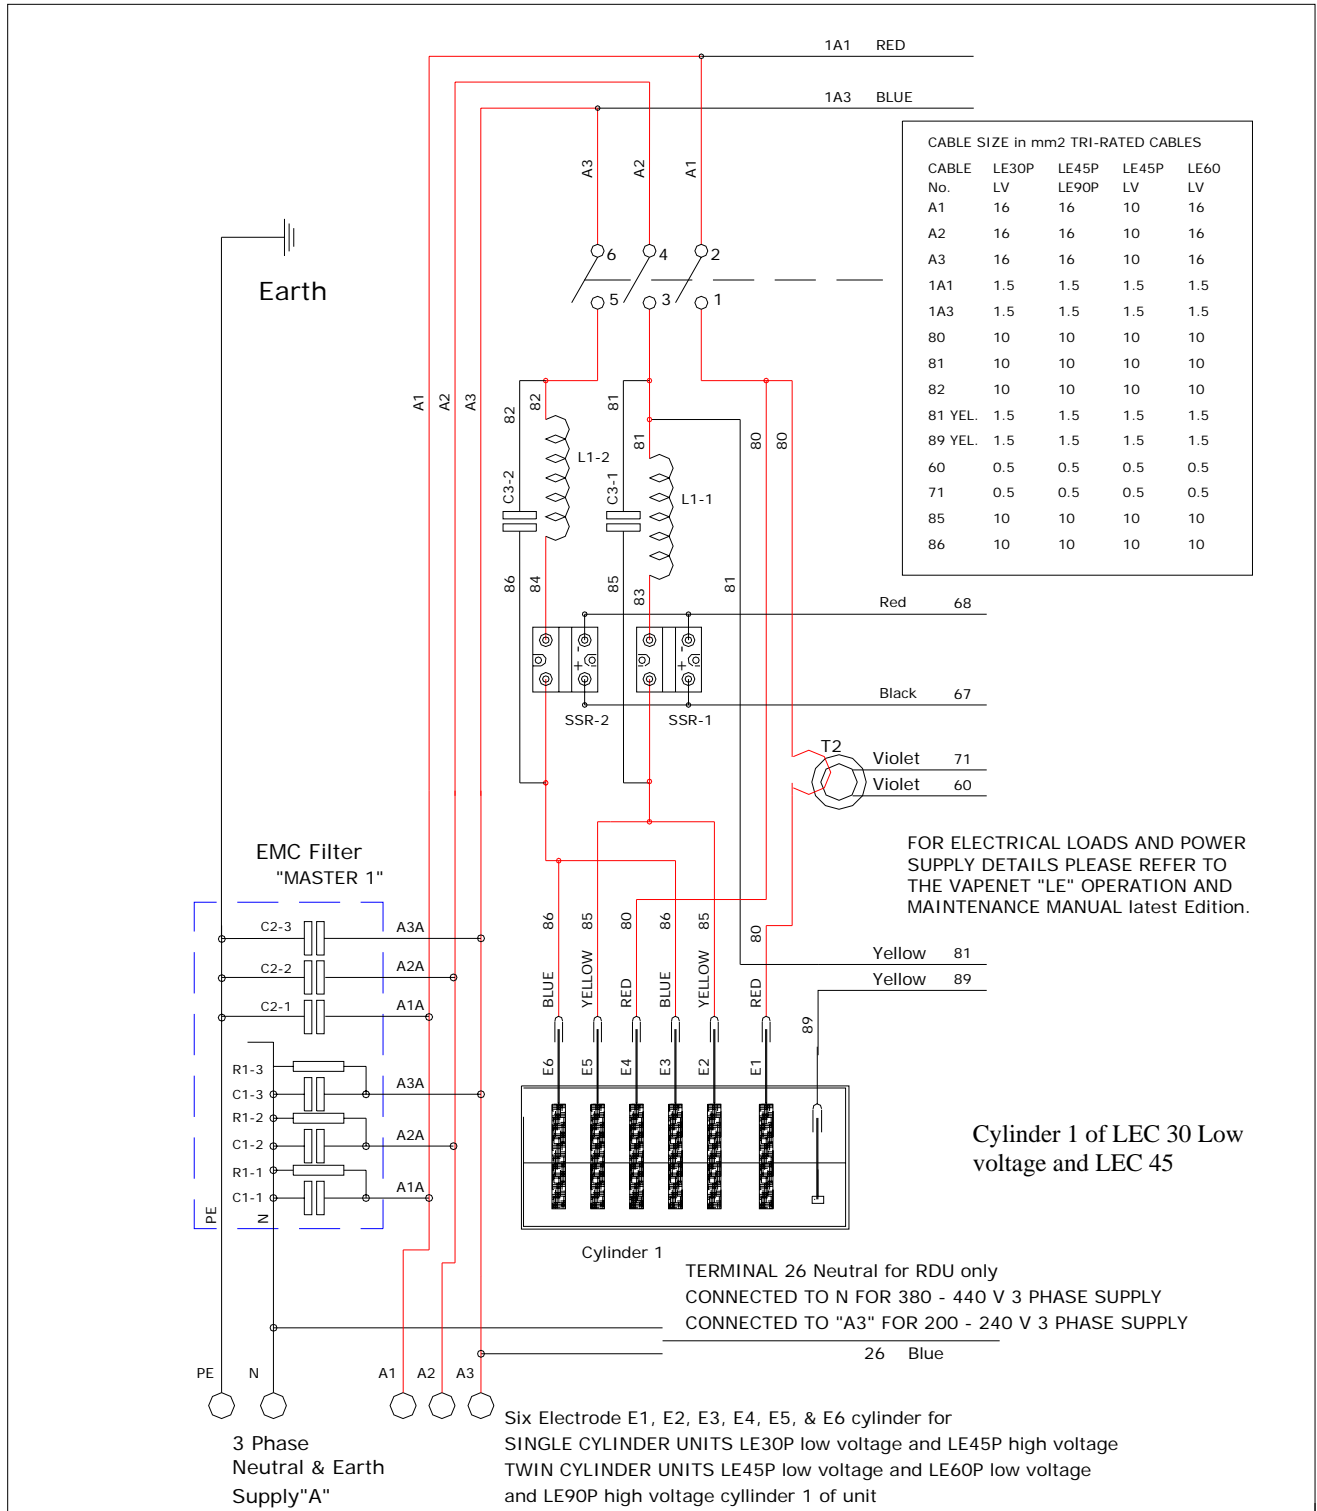 1A1 RED
1A3 BLUE
CABLE SIZE in mm2 TRI-RATED CABLES
CABLE LE30P LE45P LE45P LE60
No. LV LE90P LV LV
A1 16 16 10 16
A2 16 16 10 16
A3 16 16 10 16
1A1 1.5 1.5 1.5 1.5
1A3 1.5 1.5 1.5 1.5
80 10 10 10 10
81 10 10 10 10
82 10 10 10 10
81 YEL. 1.5 1.5 1.5 1.5
89 YEL. 1.5 1.5 1.5 1.5
60 0.5 0.5 0.5 0.5
71 0.5 0.5 0.5 0.5
85 10 10 10 10
86 10 10 10 10
A3 A2 A1
6 4 2
5 3 1
Earth
A1 A2 A3
82 82 81 81 80 80
L1-2
L1-1
C3-2 C3-1
86 84 85 83 81
Red 68
- -
+ +
Black 67
SSR-2 SSR-1
T2
Violet 71
Violet 60
FOR ELECTRICAL LOADS AND POWER
SUPPLY DETAILS PLEASE REFER TO
THE VAPENET "LE" OPERATION AND
MAINTENANCE MANUAL latest Edition.
EMC Filter
"MASTER 1"
C2-3 A3A
C2-2 A2A
C2-1 A1A
R1-3
C1-3 A3A
R1-2
C1-2 A2A
R1-1
C1-1 A1A
PE N
86 85 80 86 85 80
BLUE YELLOW RED BLUE YELLOW RED
Yellow 81
Yellow 89
89
E6 E5 E4 E3 E2 E1
Cylinder 1 of LEC 30 Low
voltage and LEC 45
Cylinder 1
TERMINAL 26 Neutral for RDU only
CONNECTED TO N FOR 380 - 440 V 3 PHASE SUPPLY
CONNECTED TO "A3" FOR 200 - 240 V 3 PHASE SUPPLY
26 Blue
PE N A1 A2 A3
3 Phase
Neutral & Earth
Supply"A"
Six Electrode E1, E2, E3, E4, E5, & E6 cylinder for
SINGLE CYLINDER UNITS LE30P low voltage and LE45P high voltage
TWIN CYLINDER UNITS LE45P low voltage and LE60P low voltage
and LE90P high voltage cyllinder 1 of unit